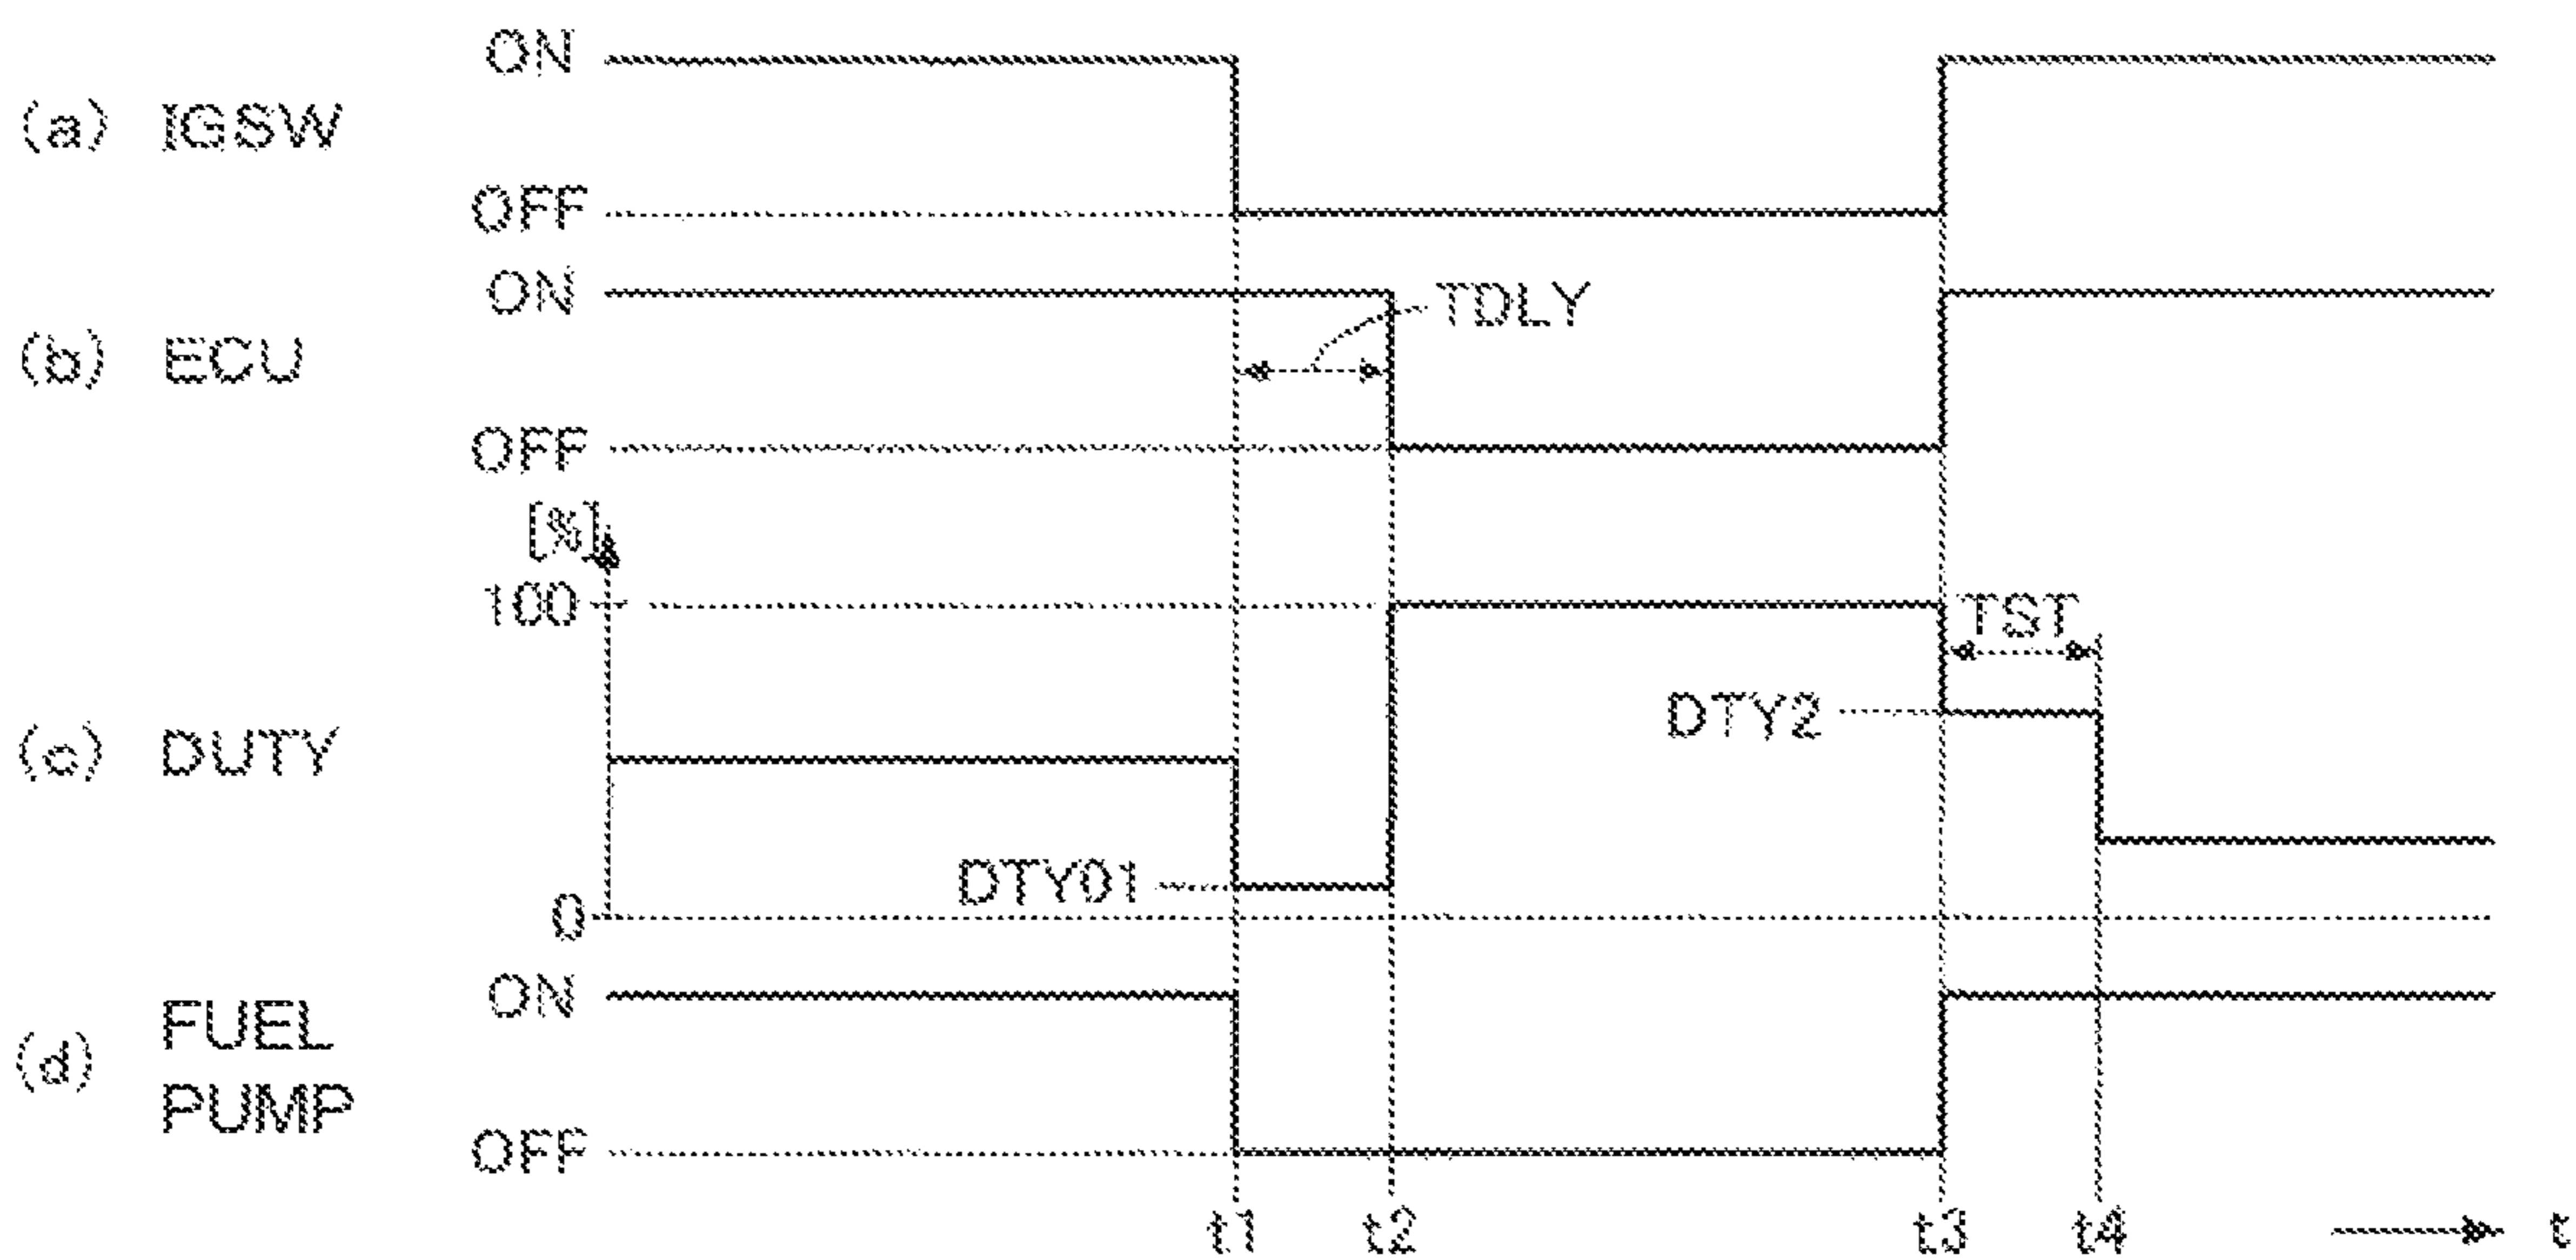 ON
(a) IGSW
OFF
ON
TDLY
(b) ECU
OFF
[%]
100
TST
DTY2
(c) DUTY
DTY01
0
ON
(d) FUEL
PUMP
OFF
t1 t2 t3 t4 t